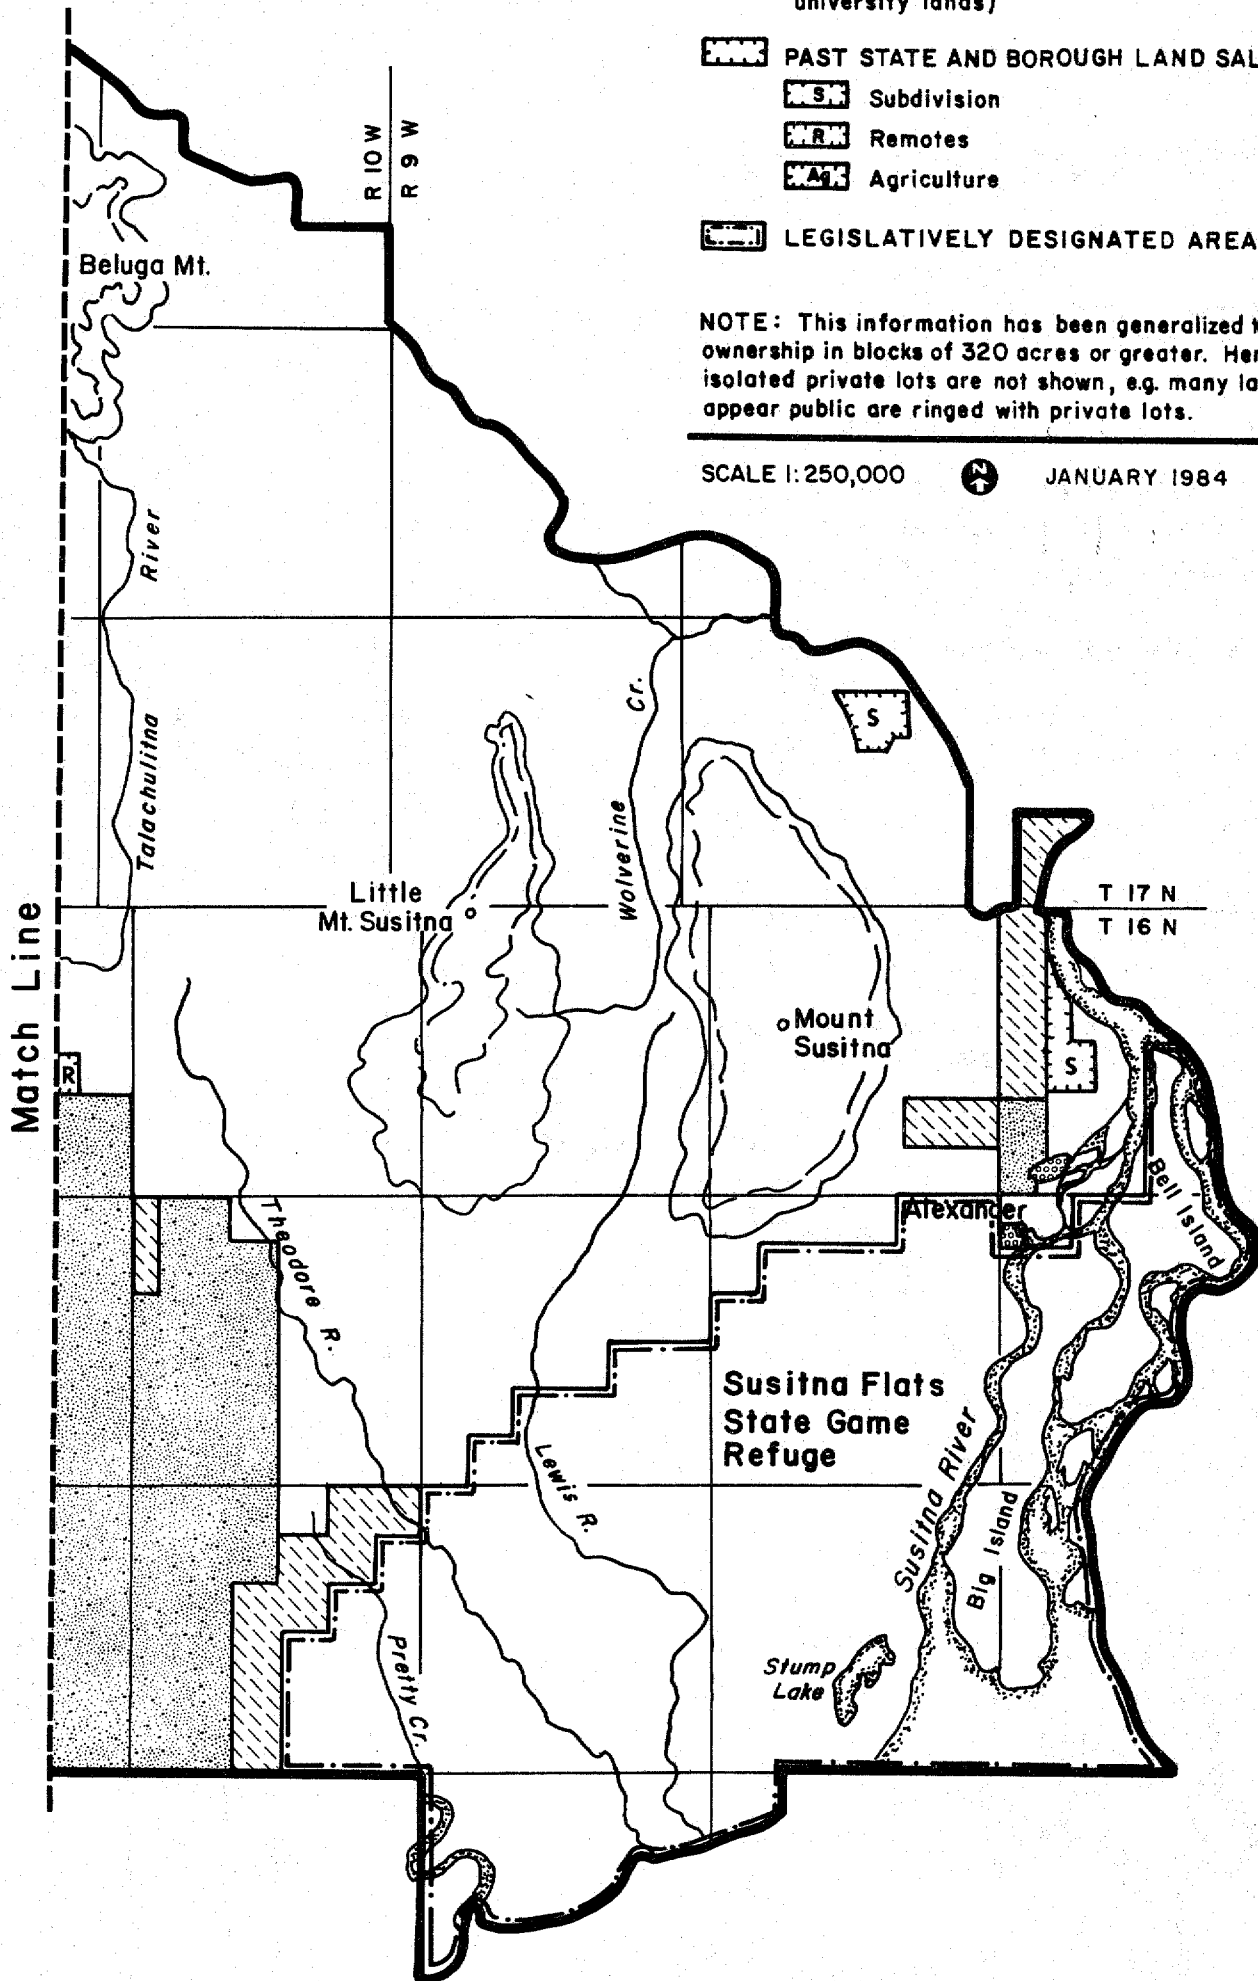 university lands)
PAST STATE AND BOROUGH LAND SAL
S Subdivision
R Remotes
Ag Agriculture
LEGISLATIVELY DESIGNATED AREA
NOTE: This information has been generalized
ownership in blocks of 320 acres or greater.
isolated private lots are not shown, e.g. many
appear public are ringed with private lots.
SCALE 1:250,000
N
JANUARY 1984
R 10 W
R 9 W
Beluga Mt.
River
Talachulitna
Cr.
Wolverine
S
Little
Mt. Susitna
T 17 N
T 16 N
Match Line
Mount
Susitna
S
R
Bell Island
Alexander
Theodore R.
Susitna Flats
State Game
Refuge
Lewis R.
Susitna River
Big Island
Pretty Cr.
Stump
Lake